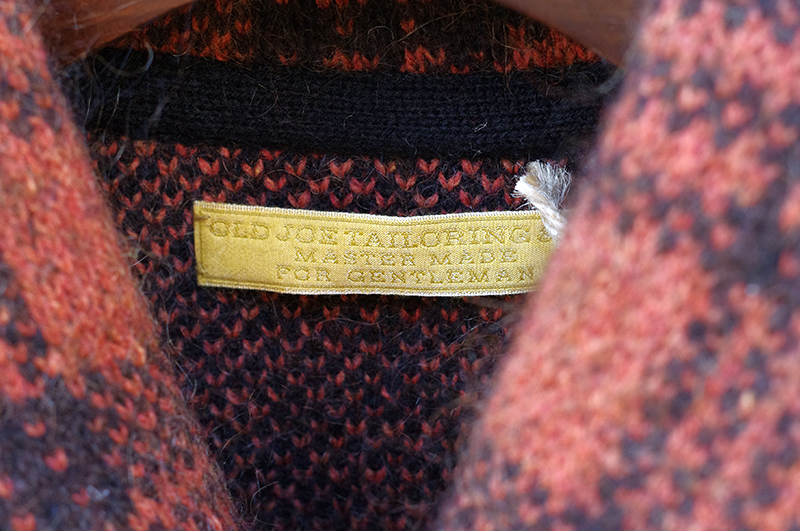 OLD JOE TAILORING &
MASTER MADE
FOR GENTLEMAN